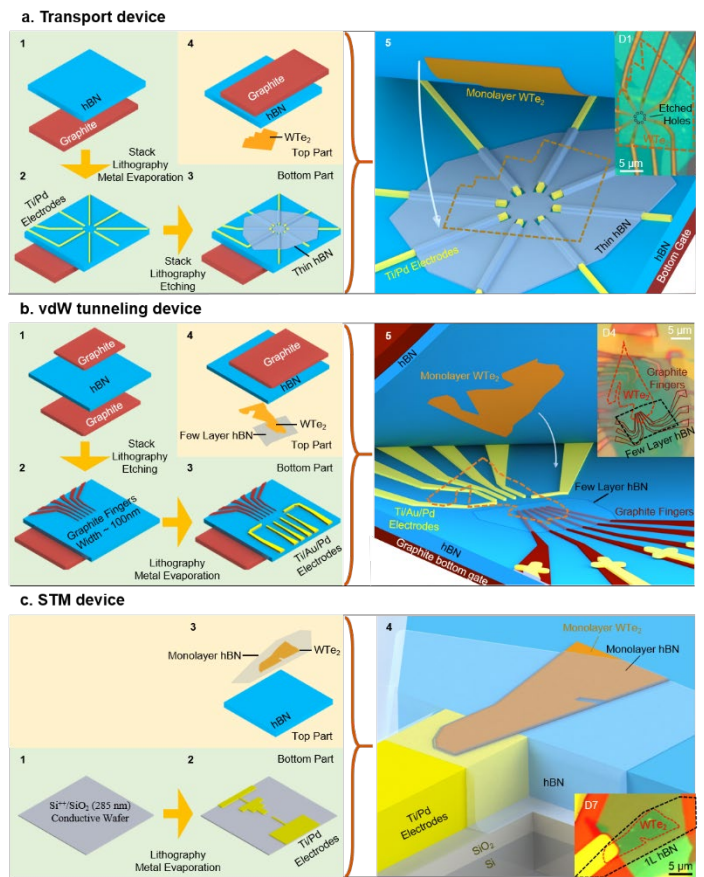 a. Transport device
1
hBN
Graphite
Stack
Lithography
Metal Evaporation
2
Ti/Pd
Electrodes
Stack
Lithography
Etching
3
Bottom Part
Thin hBN
4
Graphite
hBN
WTe₂
Top Part
5
Monolayer WTe₂
Ti/Pd Electrodes
Thin hBN
hBN
Bottom Gate
D1
Etched
Holes
WTe₂
5 µm
b. vdW tunneling device
1
Graphite
hBN
Graphite
Stack
Lithography
Etching
2
Graphite Fingers
Width ~ 100nm
Lithography
Metal Evaporation
3
Bottom Part
Ti/Au/Pd
Electrodes
4
Graphite
hBN
WTe₂
Few Layer hBN
Top Part
5
hBN
Monolayer WTe₂
Few Layer hBN
Ti/Au/Pd
Electrodes
Graphite Fingers
hBN
Graphite bottom gate
D4
5 µm
Graphite
Fingers
WTe₂
Few Layer hBN
c. STM device
3
Monolayer hBN
WTe₂
hBN
Top Part
Bottom Part
1
Si⁺⁺/SiO₂ (285 nm)
Conductive Wafer
Lithography
Metal Evaporation
2
Ti/Pd
Electrodes
4
Monolayer WTe₂
Monolayer hBN
hBN
Ti/Pd
Electrodes
SiO₂
Si
D7
WTe₂
1L hBN
5 µm